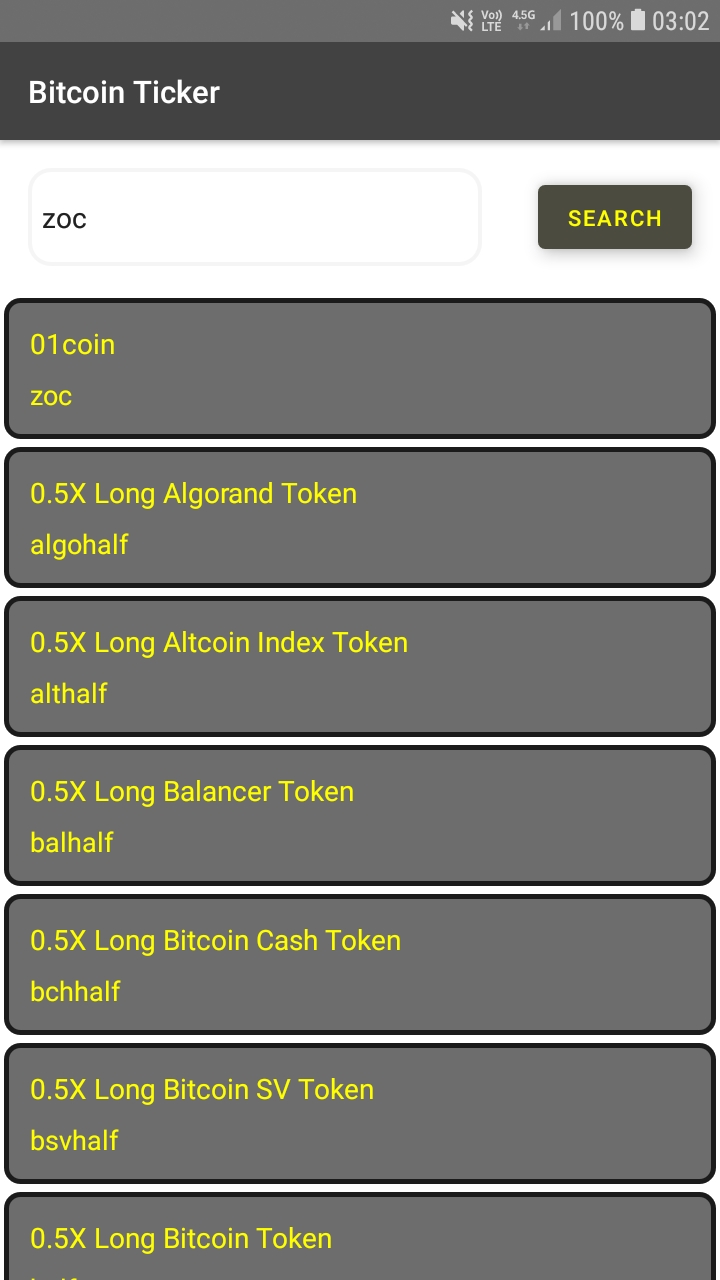 Vo)) LTE 4.5G 100% 03:02
Bitcoin Ticker
zoc
SEARCH
01coin
zoc
0.5X Long Algorand Token
algohalf
0.5X Long Altcoin Index Token
althalf
0.5X Long Balancer Token
balhalf
0.5X Long Bitcoin Cash Token
bchhalf
0.5X Long Bitcoin SV Token
bsvhalf
0.5X Long Bitcoin Token